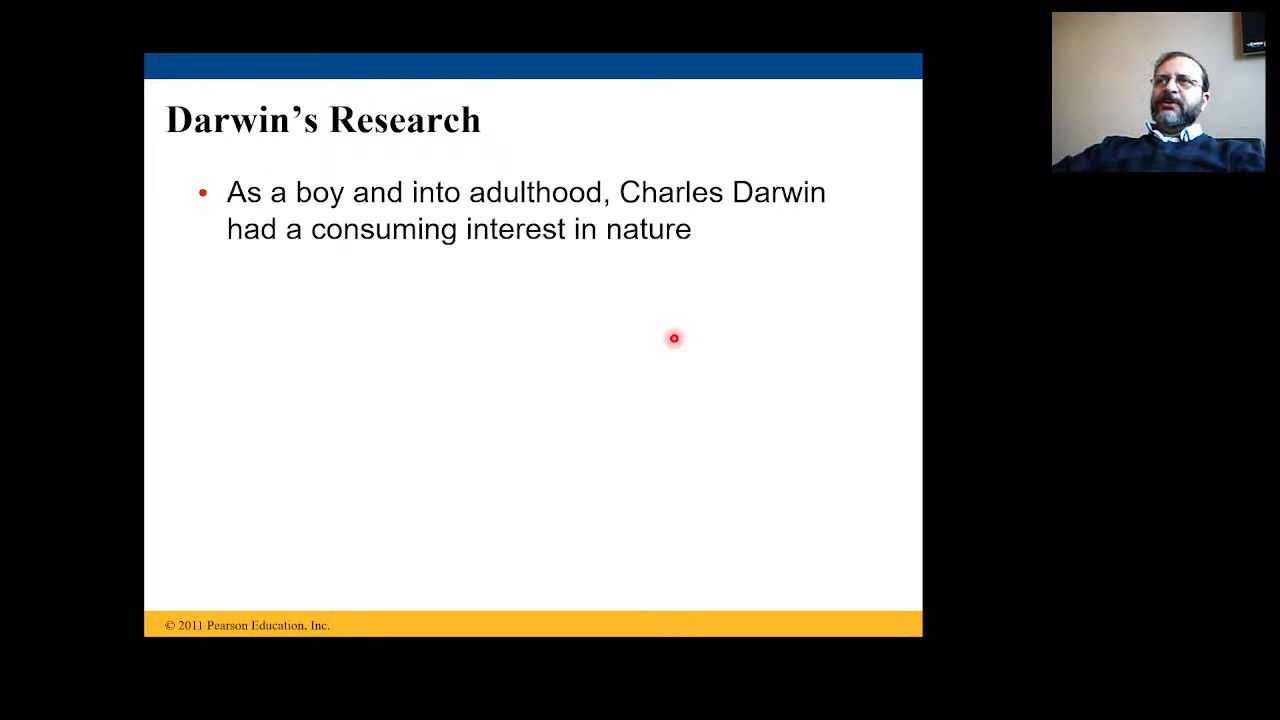 Darwin’s Research
• As a boy and into adulthood, Charles Darwin
had a consuming interest in nature
© 2011 Pearson Education, Inc.